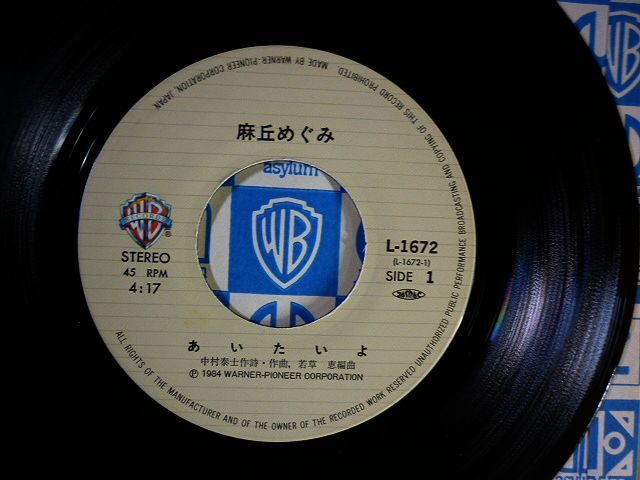 麻丘めぐみ
asylum
WB
RECORDS
®
WB
STEREO
45 RPM
4:17
L-1672
(L-1672-1)
SIDE 1
JASRAC
あいたいよ
中村泰士作詩・作曲, 若草 恵編曲
Ⓟ 1984 WARNER-PIONEER CORPORATION
ALL RIGHTS OF THE MANUFACTURER AND OF THE OWNER OF THE RECORDED WORK RESERVED UNAUTHORIZED PUBLIC PERFORMANCE BROADCASTING AND COPYING OF THIS RECORD PROHIBITED
MADE BY WARNER-PIONEER CORPORATION, JAPAN